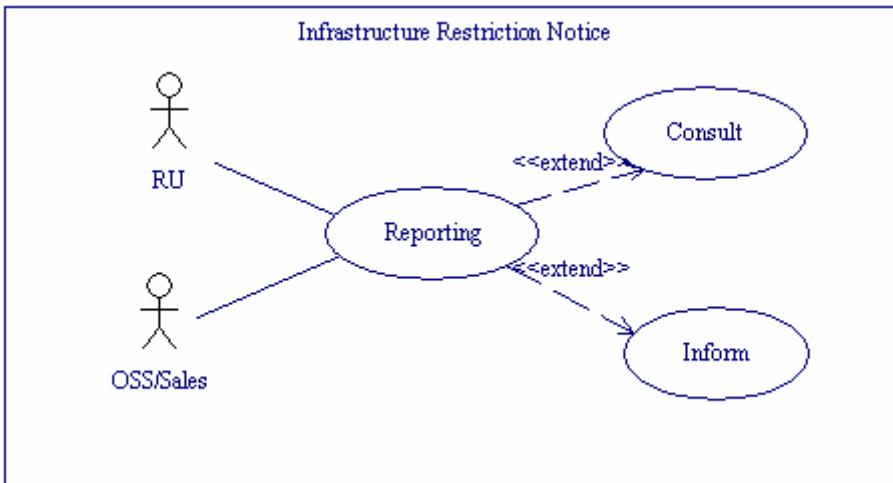 Infrastructure Restriction Notice
Consult
<<extend>>
RU
Reporting
<<extend>>
Inform
OSS/Sales